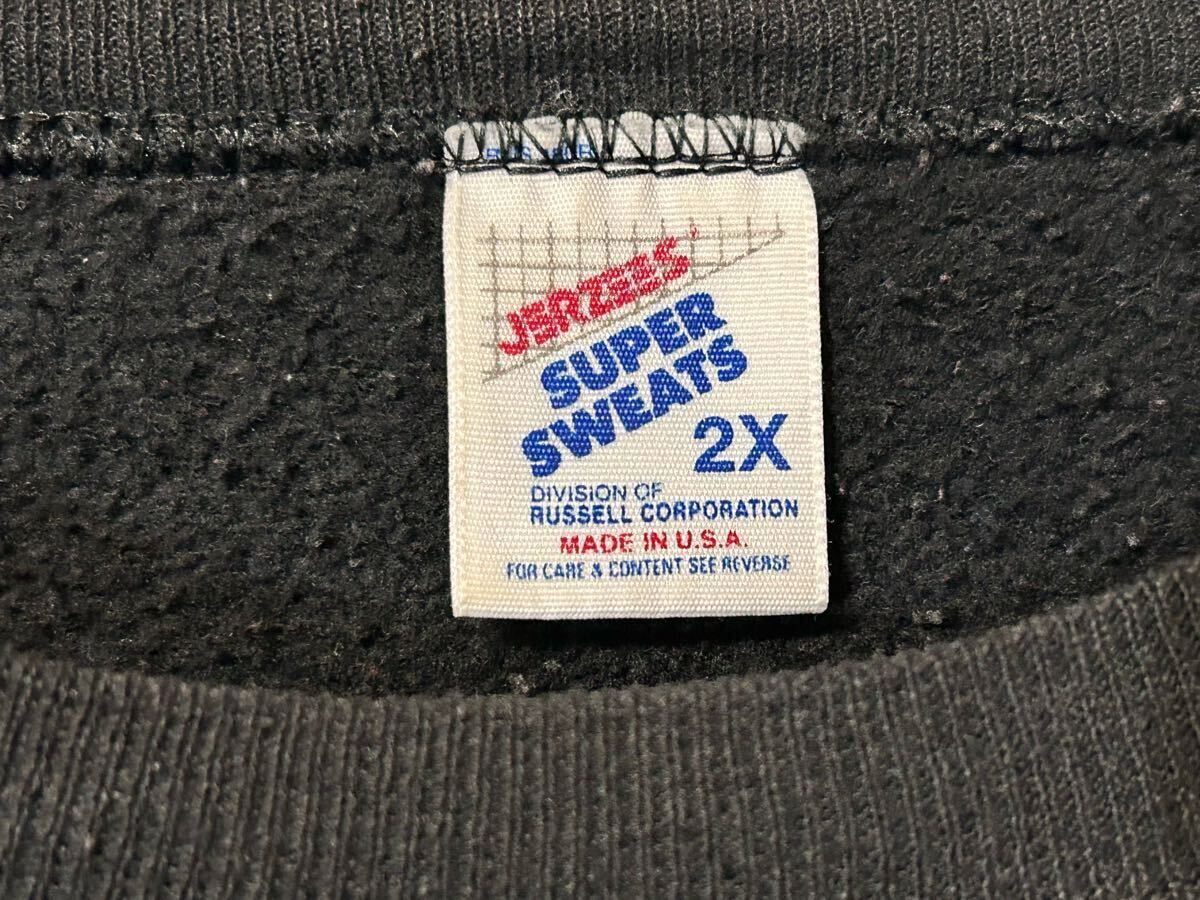 JERZEES
SUPER
SWEATS
2X
DIVISION OF
RUSSELL CORPORATION
MADE IN U.S.A.
FOR CARE & CONTENT SEE REVERSE